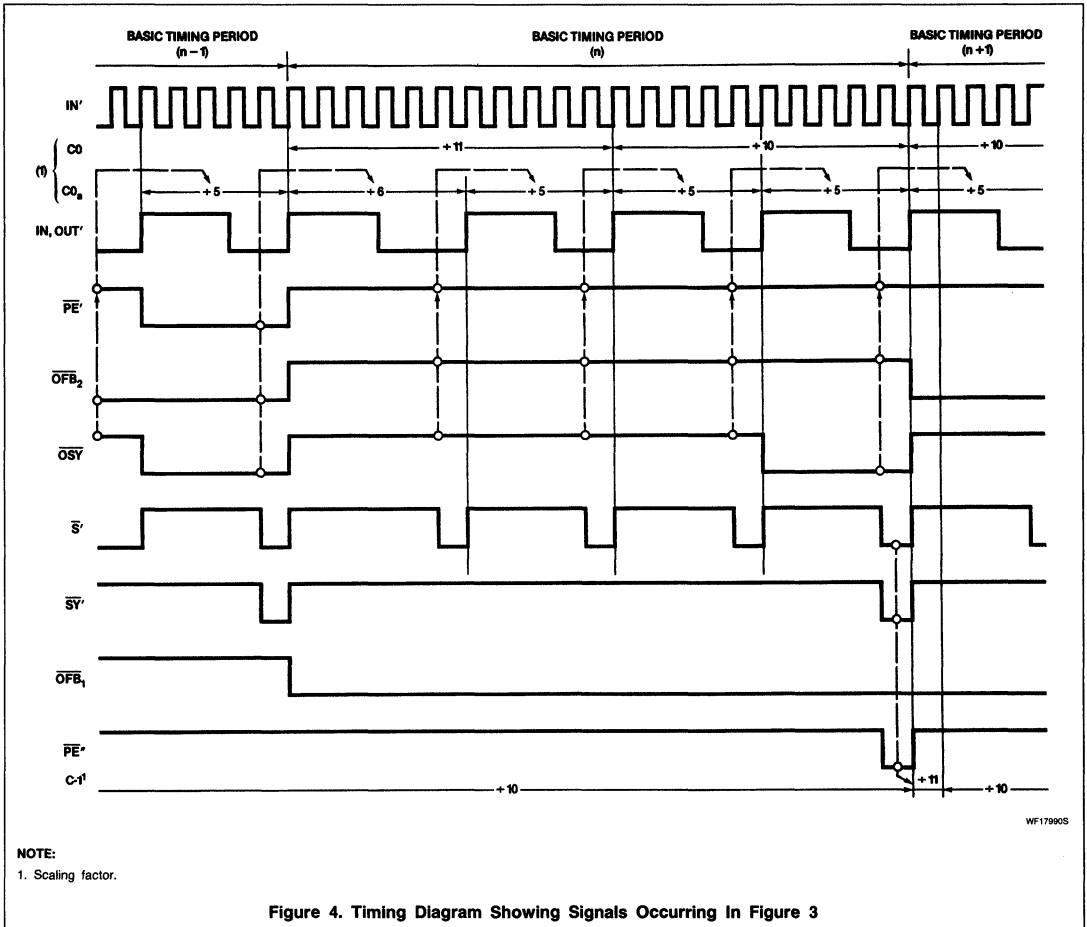 BASIC TIMING PERIOD
(n – 1)
BASIC TIMING PERIOD
(n)
BASIC TIMING PERIOD
(n +1)
IN'
(1)
C0
÷11
÷10
÷10
C0a
÷5
÷6
÷5
÷5
÷5
÷5
IN, OUT'
PE'
OFB2
OSY
S'
SY'
OFB1
PE"
C-1¹
÷10
÷11
÷10
WF17990S
NOTE:
1. Scaling factor.
Figure 4. Timing Diagram Showing Signals Occurring In Figure 3